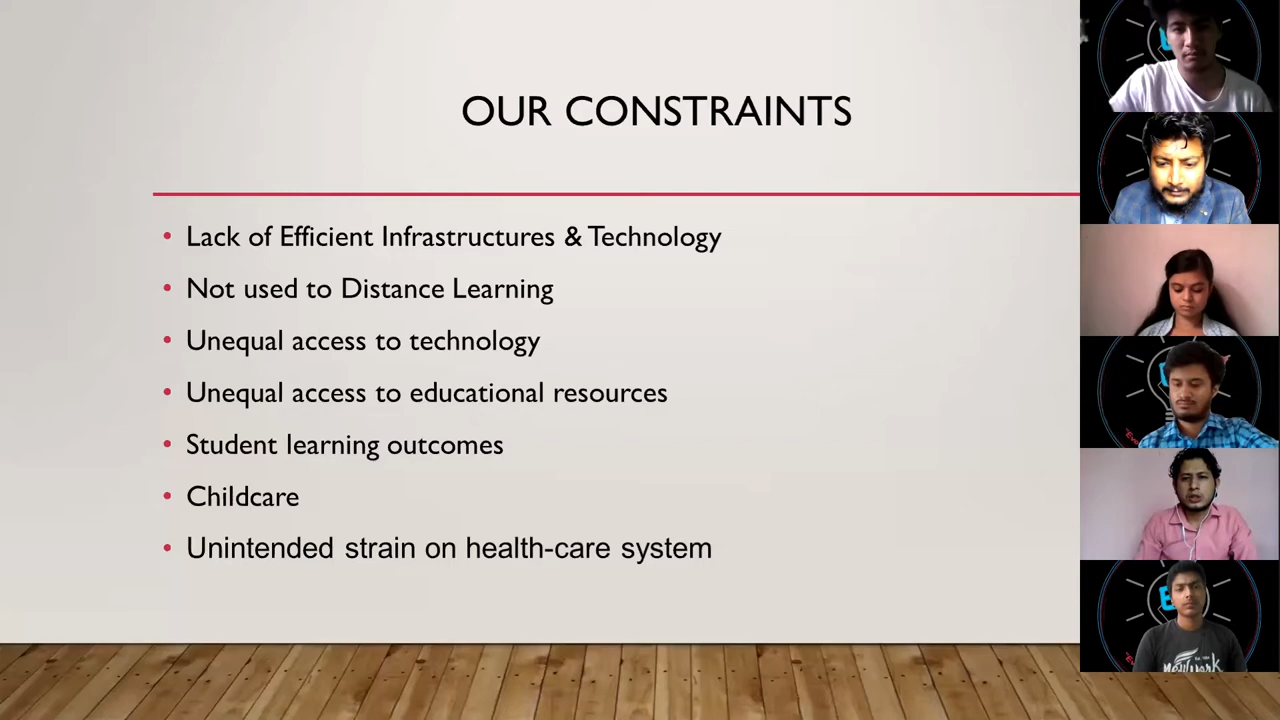 OUR CONSTRAINTS
Lack of Efficient Infrastructures & Technology
Not used to Distance Learning
Unequal access to technology
Unequal access to educational resources
Student learning outcomes
Childcare
Unintended strain on health-care system